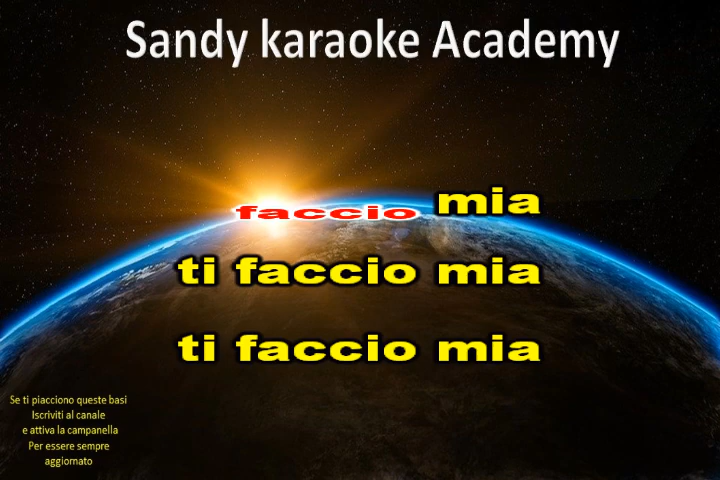 Sandy karaoke Academy
faccio mia
ti faccio mia
ti faccio mia
Se ti piacciono queste basi
Iscriviti al canale
e attiva la campanella
Per essere sempre
aggiornato